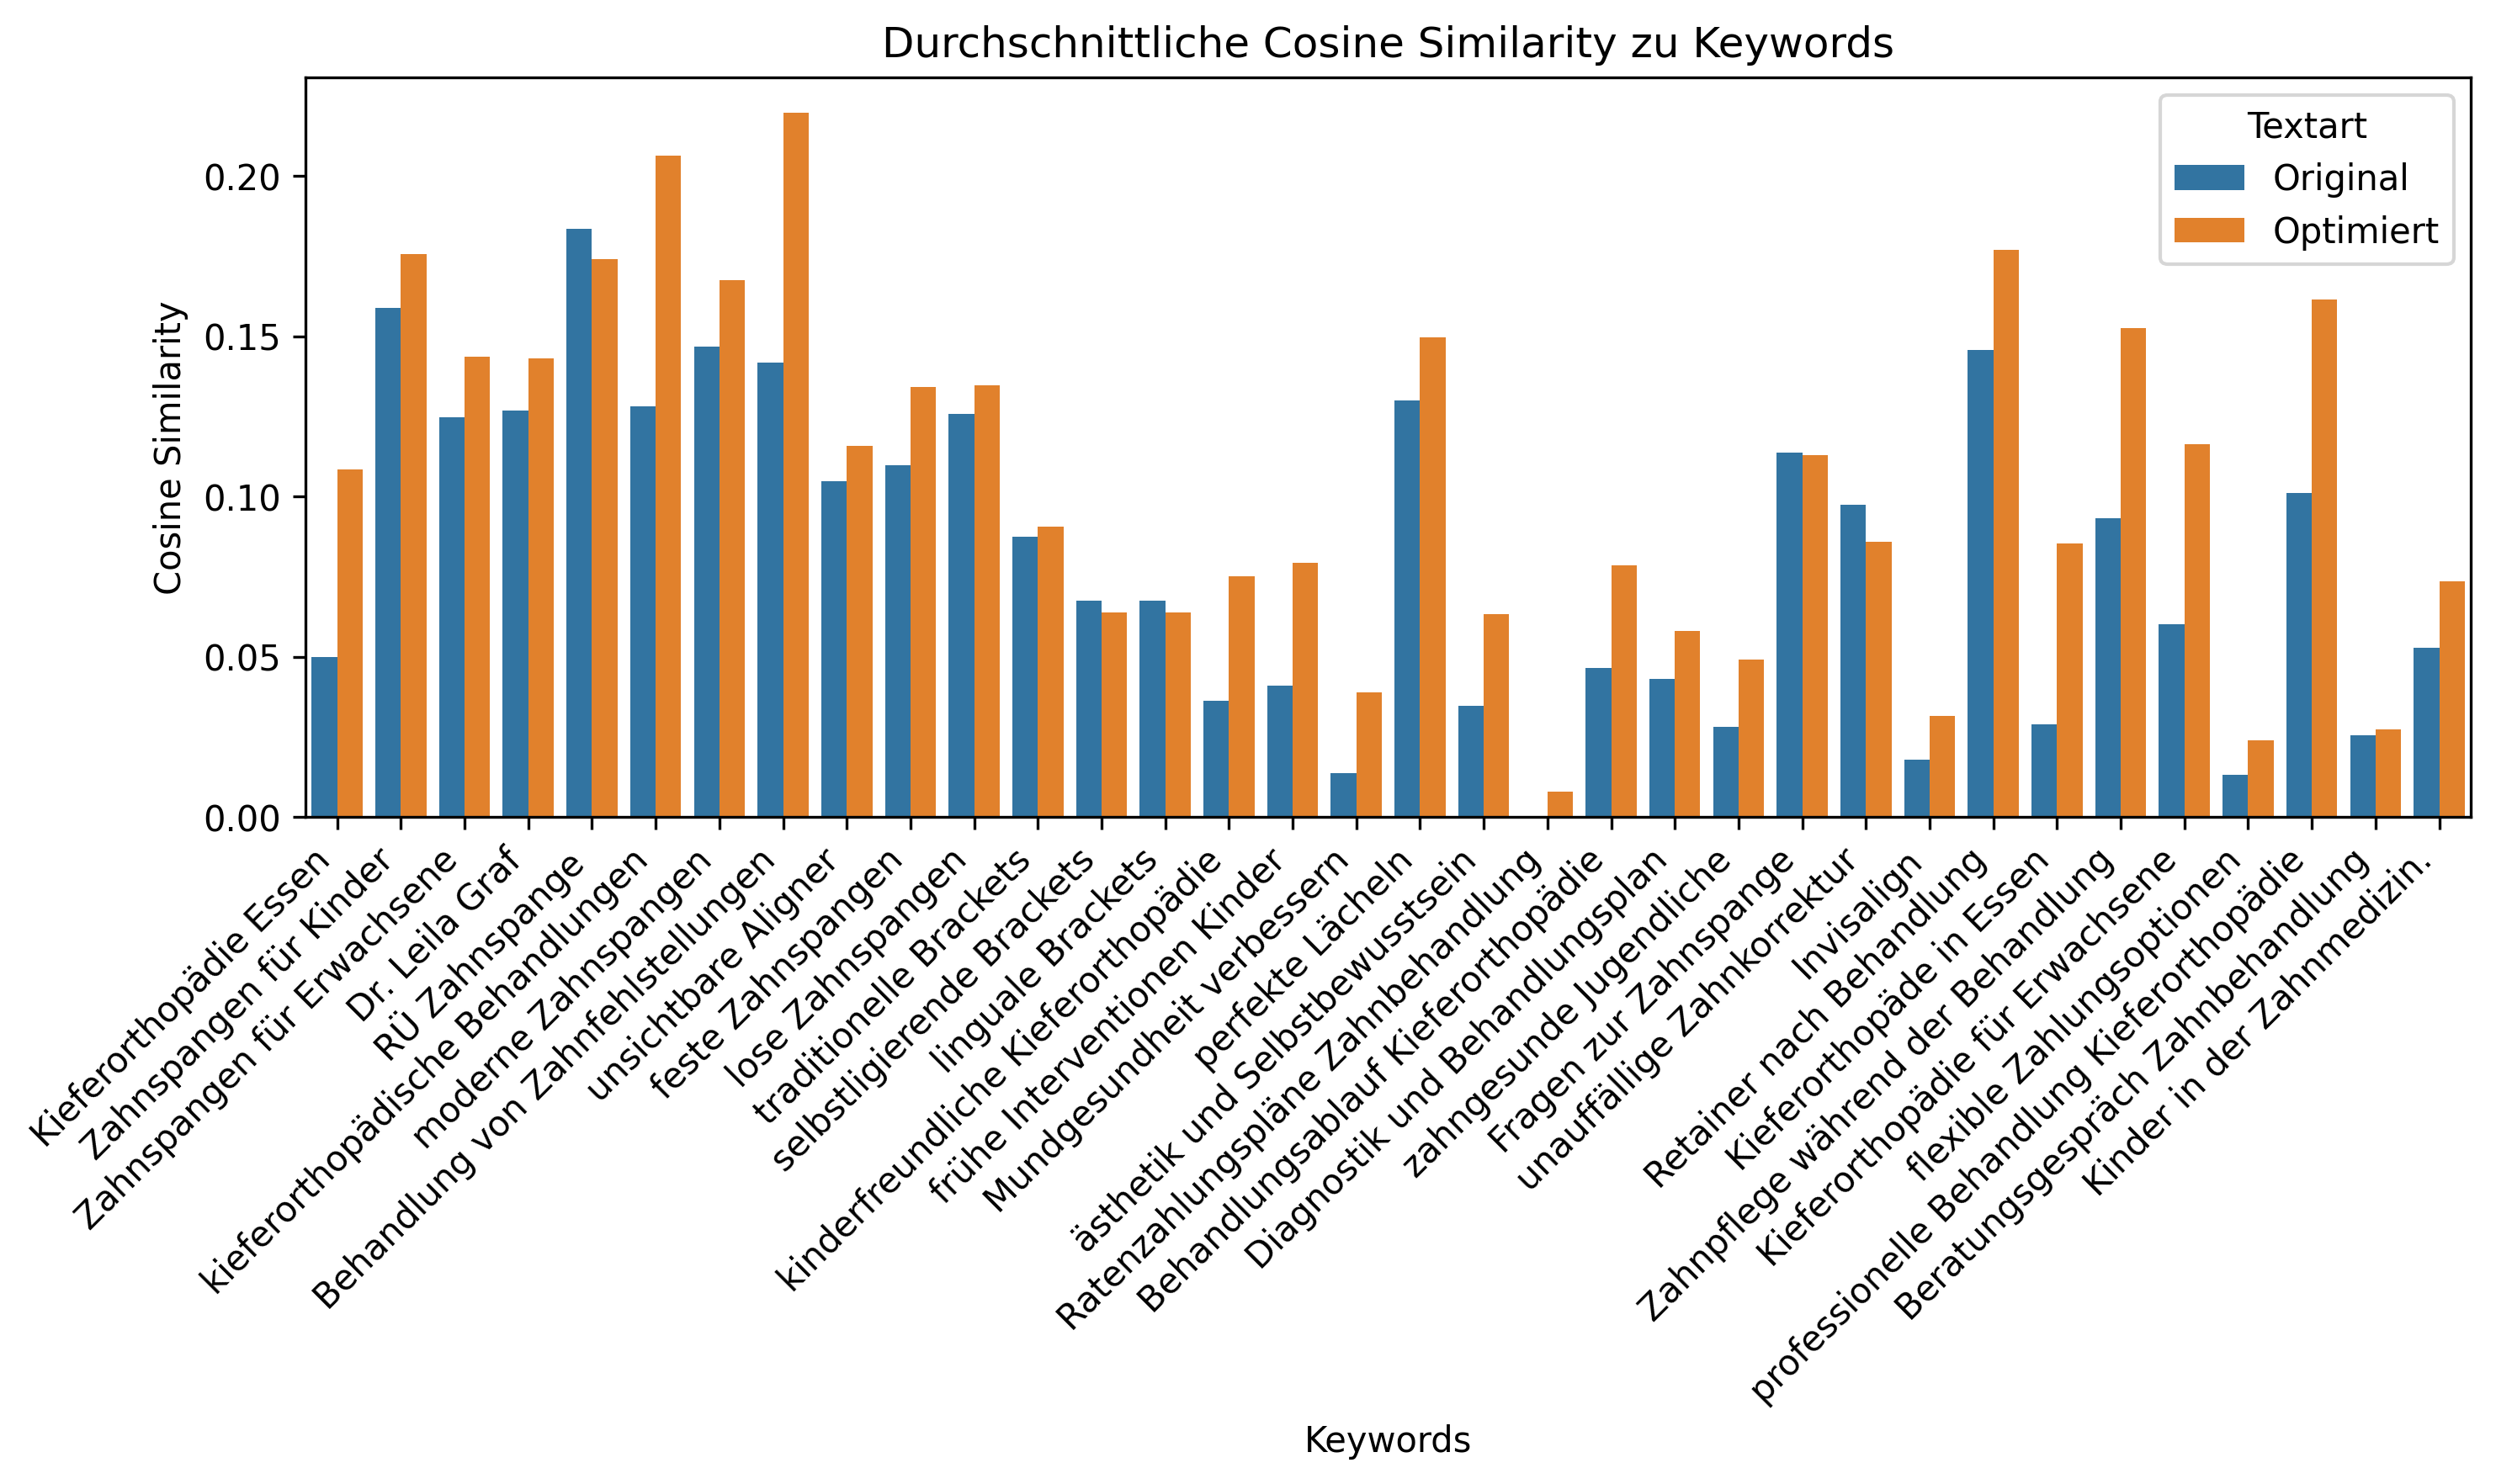 Durchschnittliche Cosine Similarity zu Keywords
Textart
Original
Optimiert
Cosine Similarity
0.20
0.15
0.10
0.05
0.00
Kieferorthopädie Essen
Zahnspangen für Kinder
Zahnspangen für Erwachsene
Dr. Leila Graf
RÜ Zahnspange
kieferorthopädische Behandlungen
moderne Zahnspangen
Behandlung von Zahnfehlstellungen
unsichtbare Aligner
feste Zahnspangen
lose Zahnspangen
traditionelle Brackets
selbstligierende Brackets
linguale Brackets
kinderfreundliche Kieferorthopädie
frühe Interventionen Kinder
Mundgesundheit verbessern
perfekte Lächeln
ästhetik und Selbstbewusstsein
Ratenzahlungspläne Zahnbehandlung
Behandlungsablauf Kieferorthopädie
Diagnostik und Behandlungsplan
zahngesunde Jugendliche
Fragen zur Zahnspange
unauffällige Zahnkorrektur
Invisalign
Retainer nach Behandlung
Kieferorthopäde in Essen
Zahnpflege während der Behandlung
Kieferorthopädie für Erwachsene
flexible Zahlungsoptionen
professionelle Behandlung Kieferorthopädie
Beratungsgespräch Zahnbehandlung
Kinder in der Zahnmedizin.
Keywords